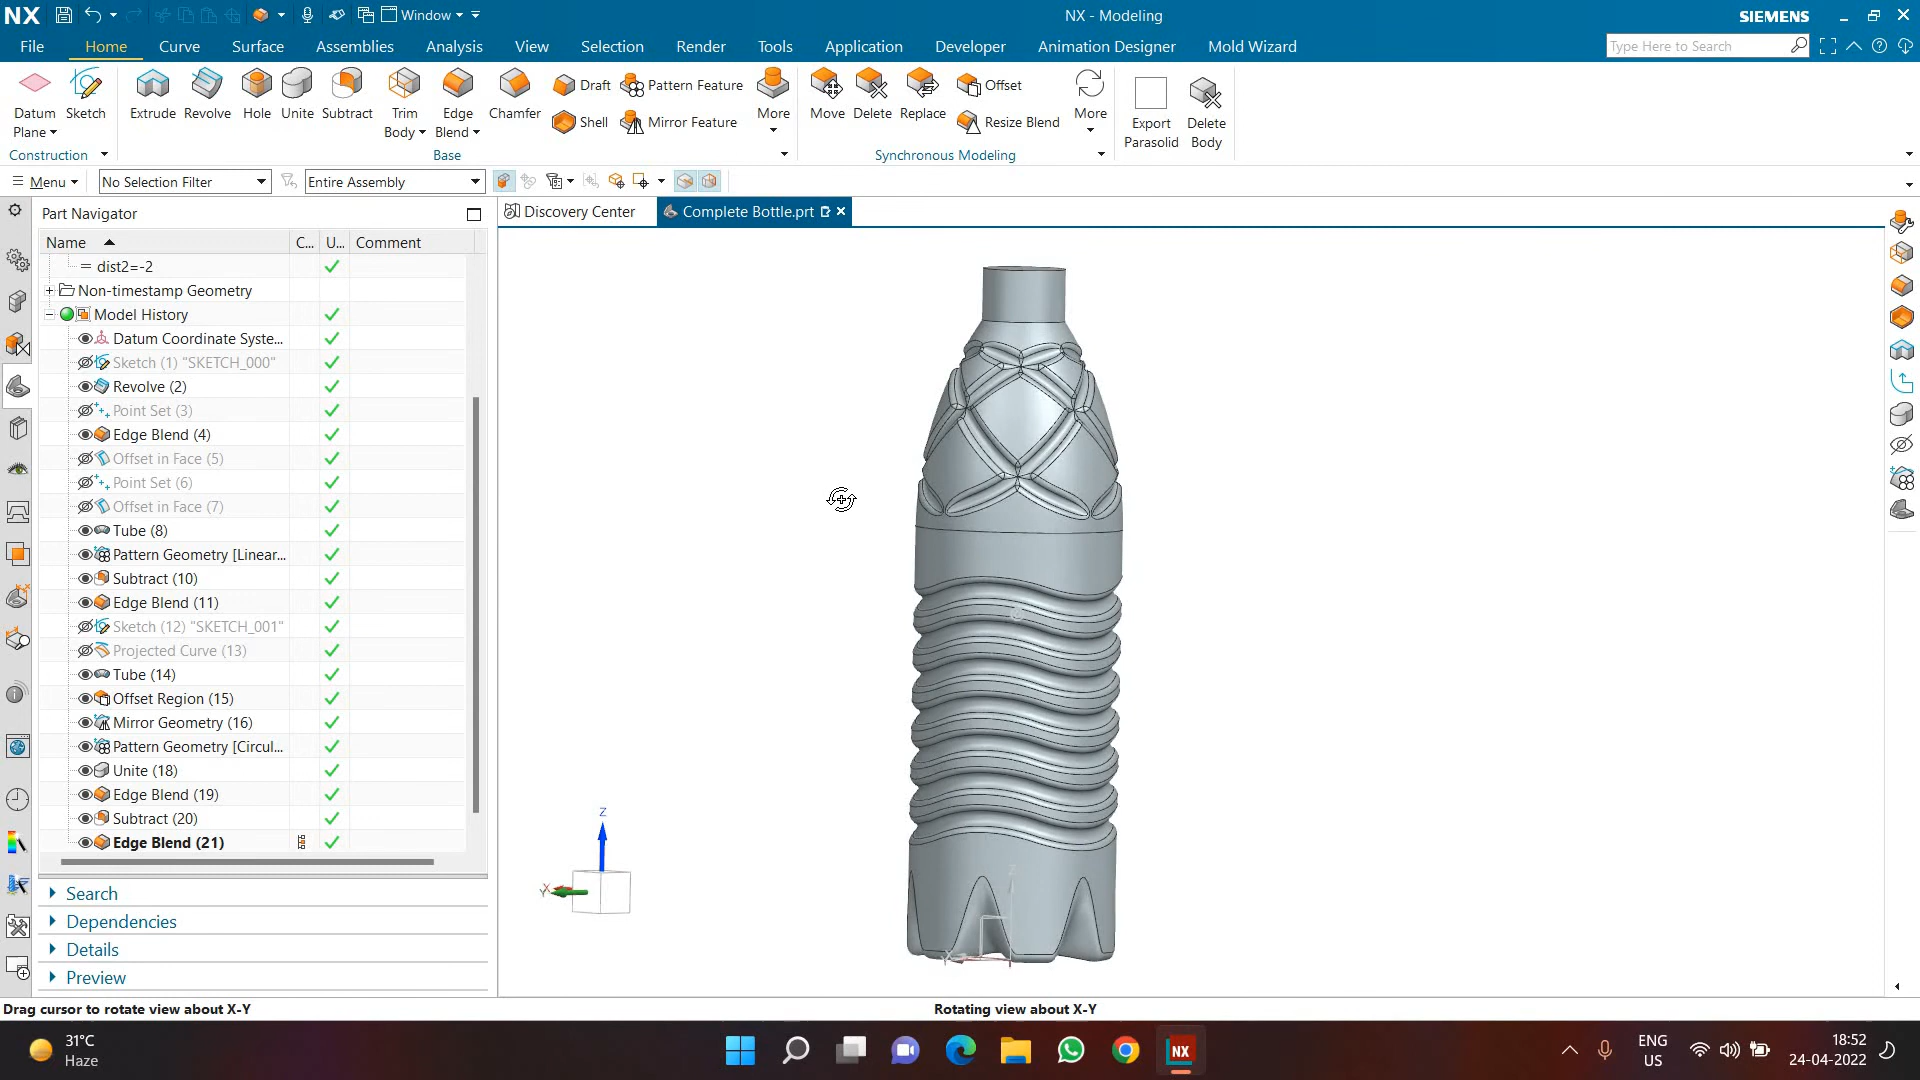 NX Window NX - Modeling SIEMENS
File Home Curve Surface Assemblies Analysis View Selection Render Tools Application Developer Animation Designer Mold Wizard Type Here to Search
Datum Plane Sketch Extrude Revolve Hole Unite Subtract Trim Body Edge Blend Chamfer Draft Shell Pattern Feature Mirror Feature More Move Delete Replace Offset Resize Blend More Export Parasolid Delete Body
Construction Base Synchronous Modeling
Menu No Selection Filter Entire Assembly
Part Navigator Discovery Center Complete Bottle.prt
Name C... U... Comment
= dist2=-2
Non-timestamp Geometry
Model History
Datum Coordinate Syste...
Sketch (1) "SKETCH_000"
Revolve (2)
Point Set (3)
Edge Blend (4)
Offset in Face (5)
Point Set (6)
Offset in Face (7)
Tube (8)
Pattern Geometry [Linear...
Subtract (10)
Edge Blend (11)
Sketch (12) "SKETCH_001"
Projected Curve (13)
Tube (14)
Offset Region (15)
Mirror Geometry (16)
Pattern Geometry [Circul...
Unite (18)
Edge Blend (19)
Subtract (20)
Edge Blend (21)
Z
X
Y
Z
Y
Search
Dependencies
Details
Preview
Drag cursor to rotate view about X-Y Rotating view about X-Y
31°C
Haze
NX
ENG
US
18:52
24-04-2022